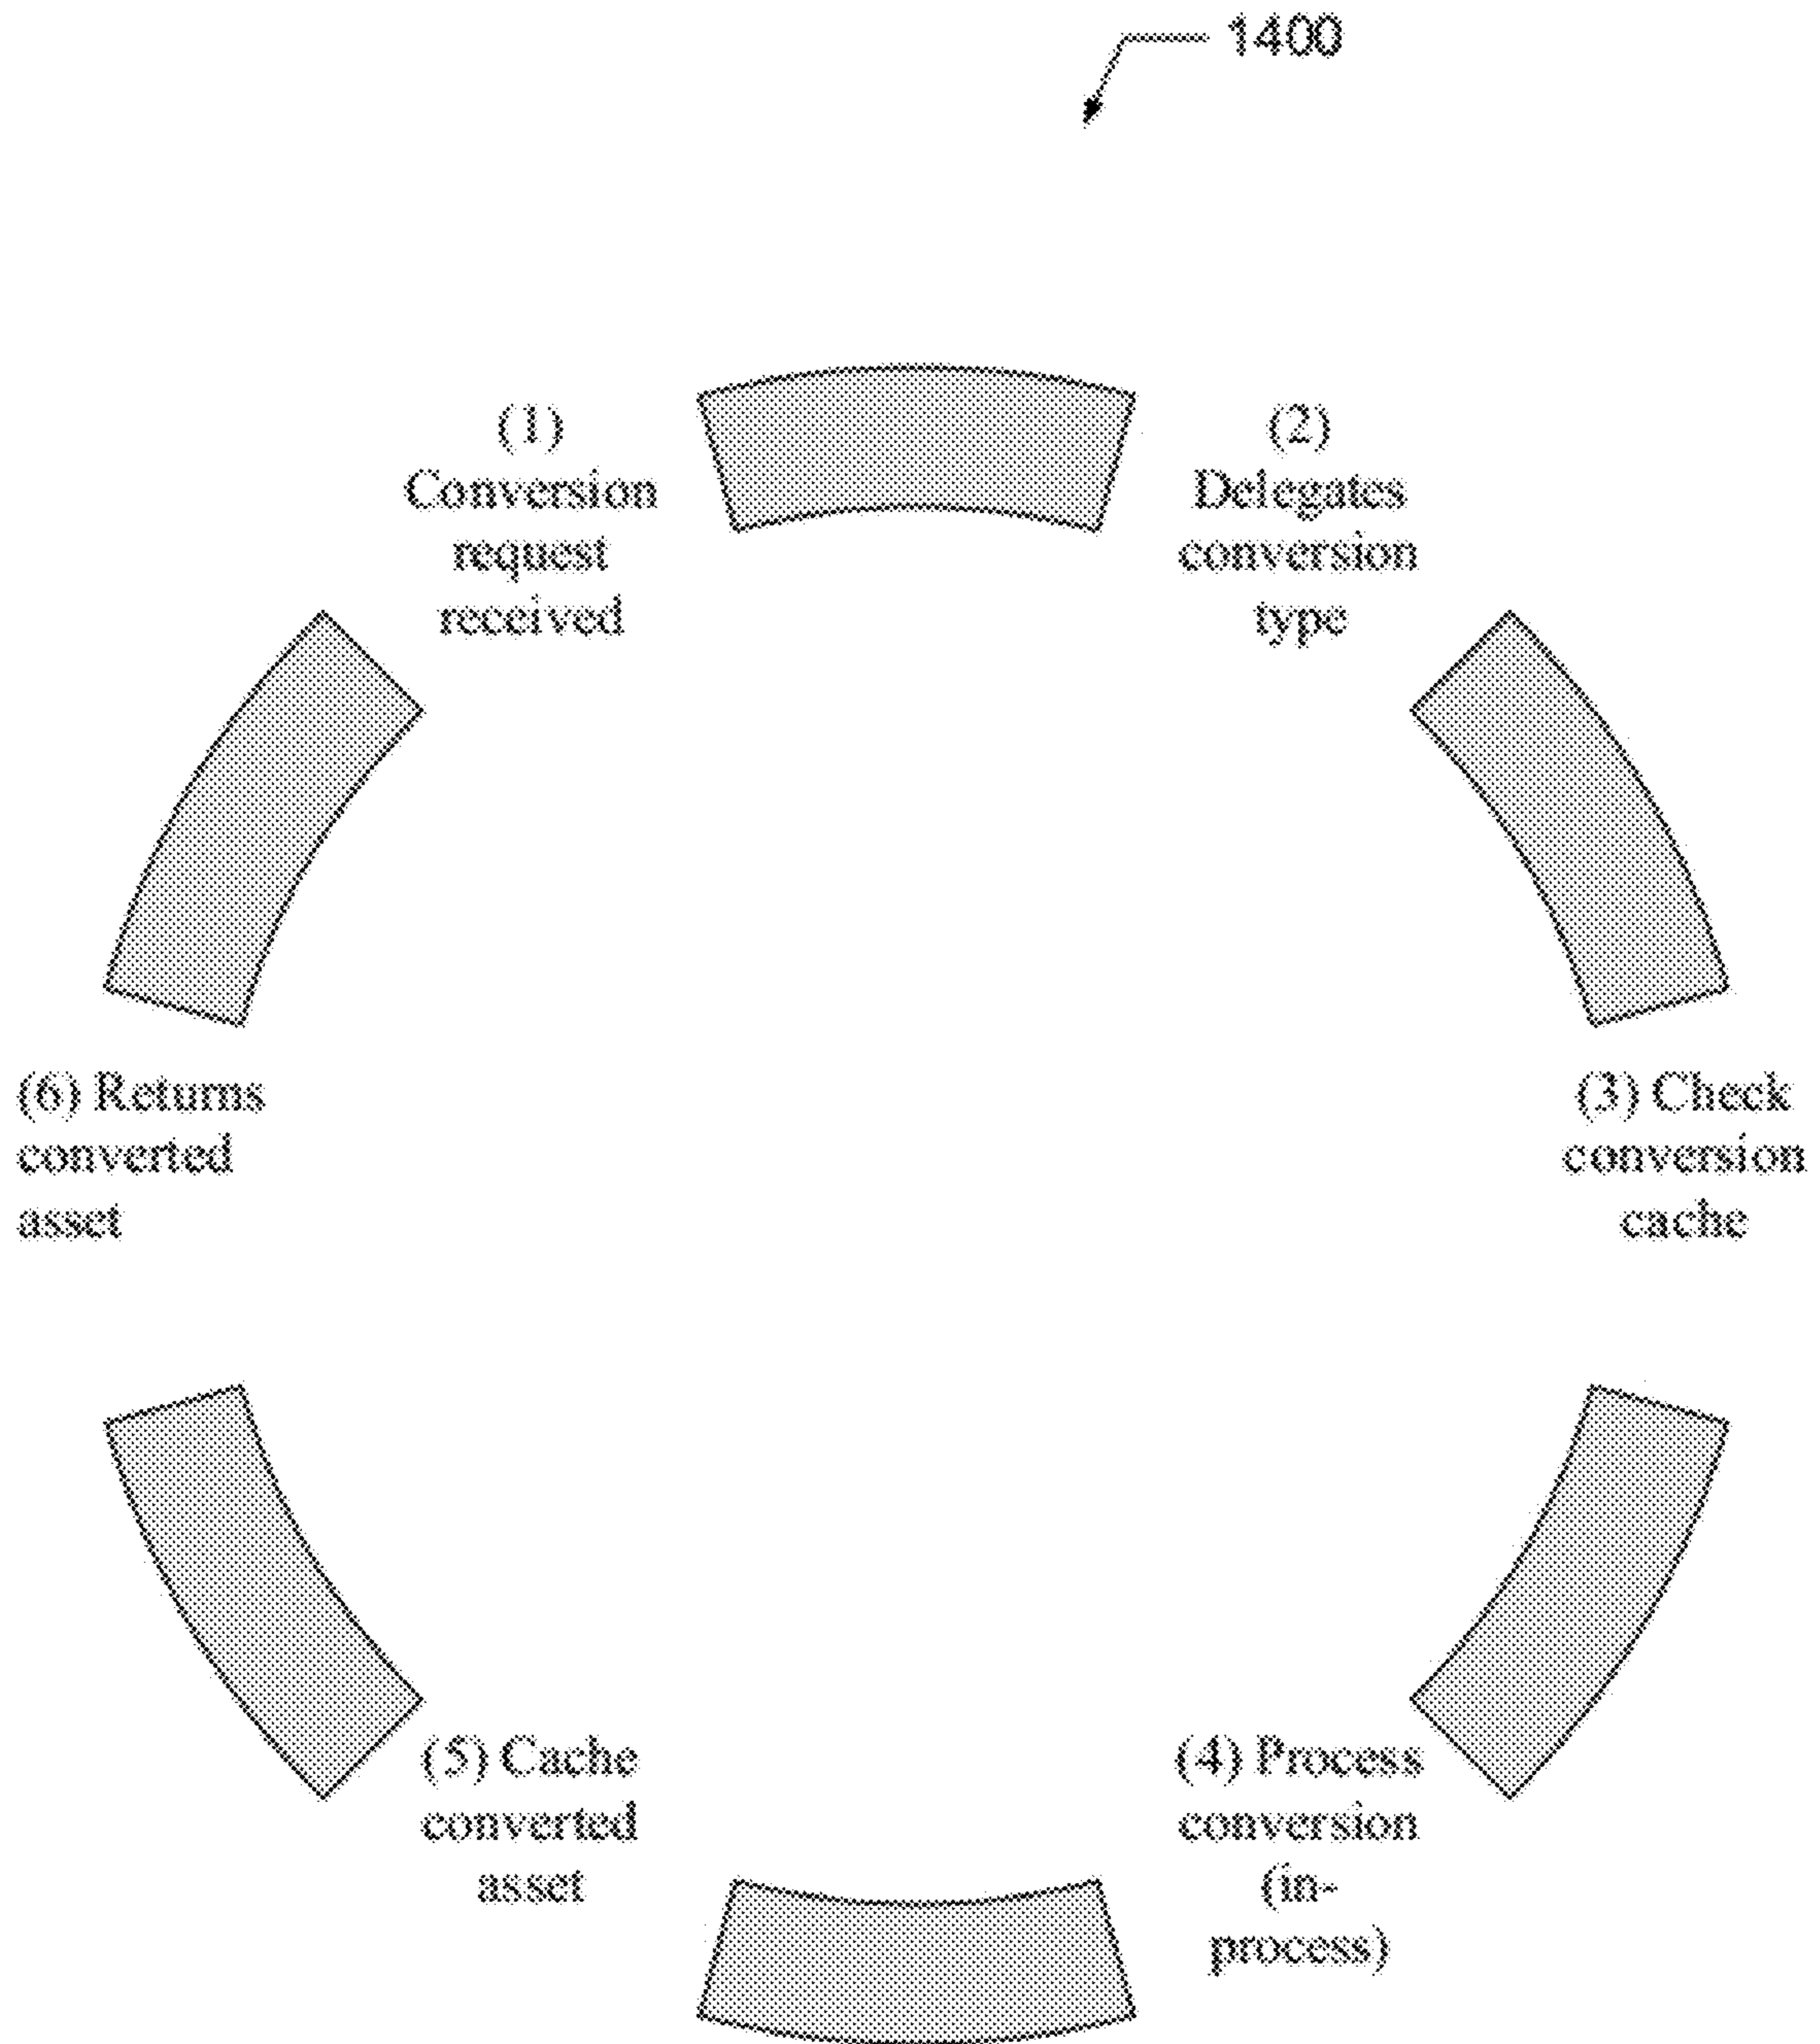 1400
(1)
Conversion
request
received
(2)
Delegates
conversion
type
(3) Check
conversion
cache
(4) Process
conversion
(in-
process)
(5) Cache
converted
asset
(6) Returns
converted
asset